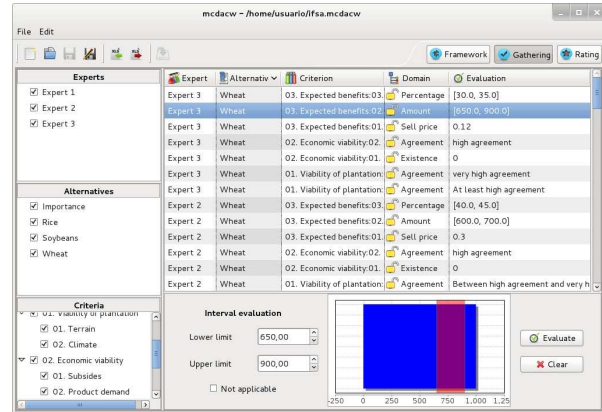 mcdacw – /home/usuario/ifsa.mcdacw
File Edit
Framework Gathering Rating
Experts
Expert 1
Expert 2
Expert 3
Alternatives
Importance
Rice
Soybeans
Wheat
Criteria
01. Viability of plantation
01. Terrain
02. Climate
02. Economic viability
01. Subsides
02. Product demand
Expert Alternativ Criterion Domain Evaluation
Expert 3 Wheat 03. Expected benefits:03. Percentage [30.0, 35.0]
Expert 3 Wheat 03. Expected benefits:02. Amount [650.0, 900.0]
Expert 3 Wheat 03. Expected benefits:01. Sell price 0.12
Expert 3 Wheat 02. Economic viability:02. Agreement high agreement
Expert 3 Wheat 02. Economic viability:01. Existence 0
Expert 3 Wheat 01. Viability of plantation: Agreement very high agreement
Expert 3 Wheat 01. Viability of plantation: Agreement At least high agreement
Expert 2 Wheat 03. Expected benefits:03. Percentage [40.0, 45.0]
Expert 2 Wheat 03. Expected benefits:02. Amount [600.0, 700.0]
Expert 2 Wheat 03. Expected benefits:01. Sell price 0.3
Expert 2 Wheat 02. Economic viability:02. Agreement high agreement
Expert 2 Wheat 02. Economic viability:01. Existence 0
Expert 2 Wheat 01. Viability of plantation: Agreement Between high agreement and very h
Interval evaluation
Lower limit 650,00
Upper limit 900,00
Not applicable
-250 0 250 500 750 1.000 1.25
Evaluate
Clear